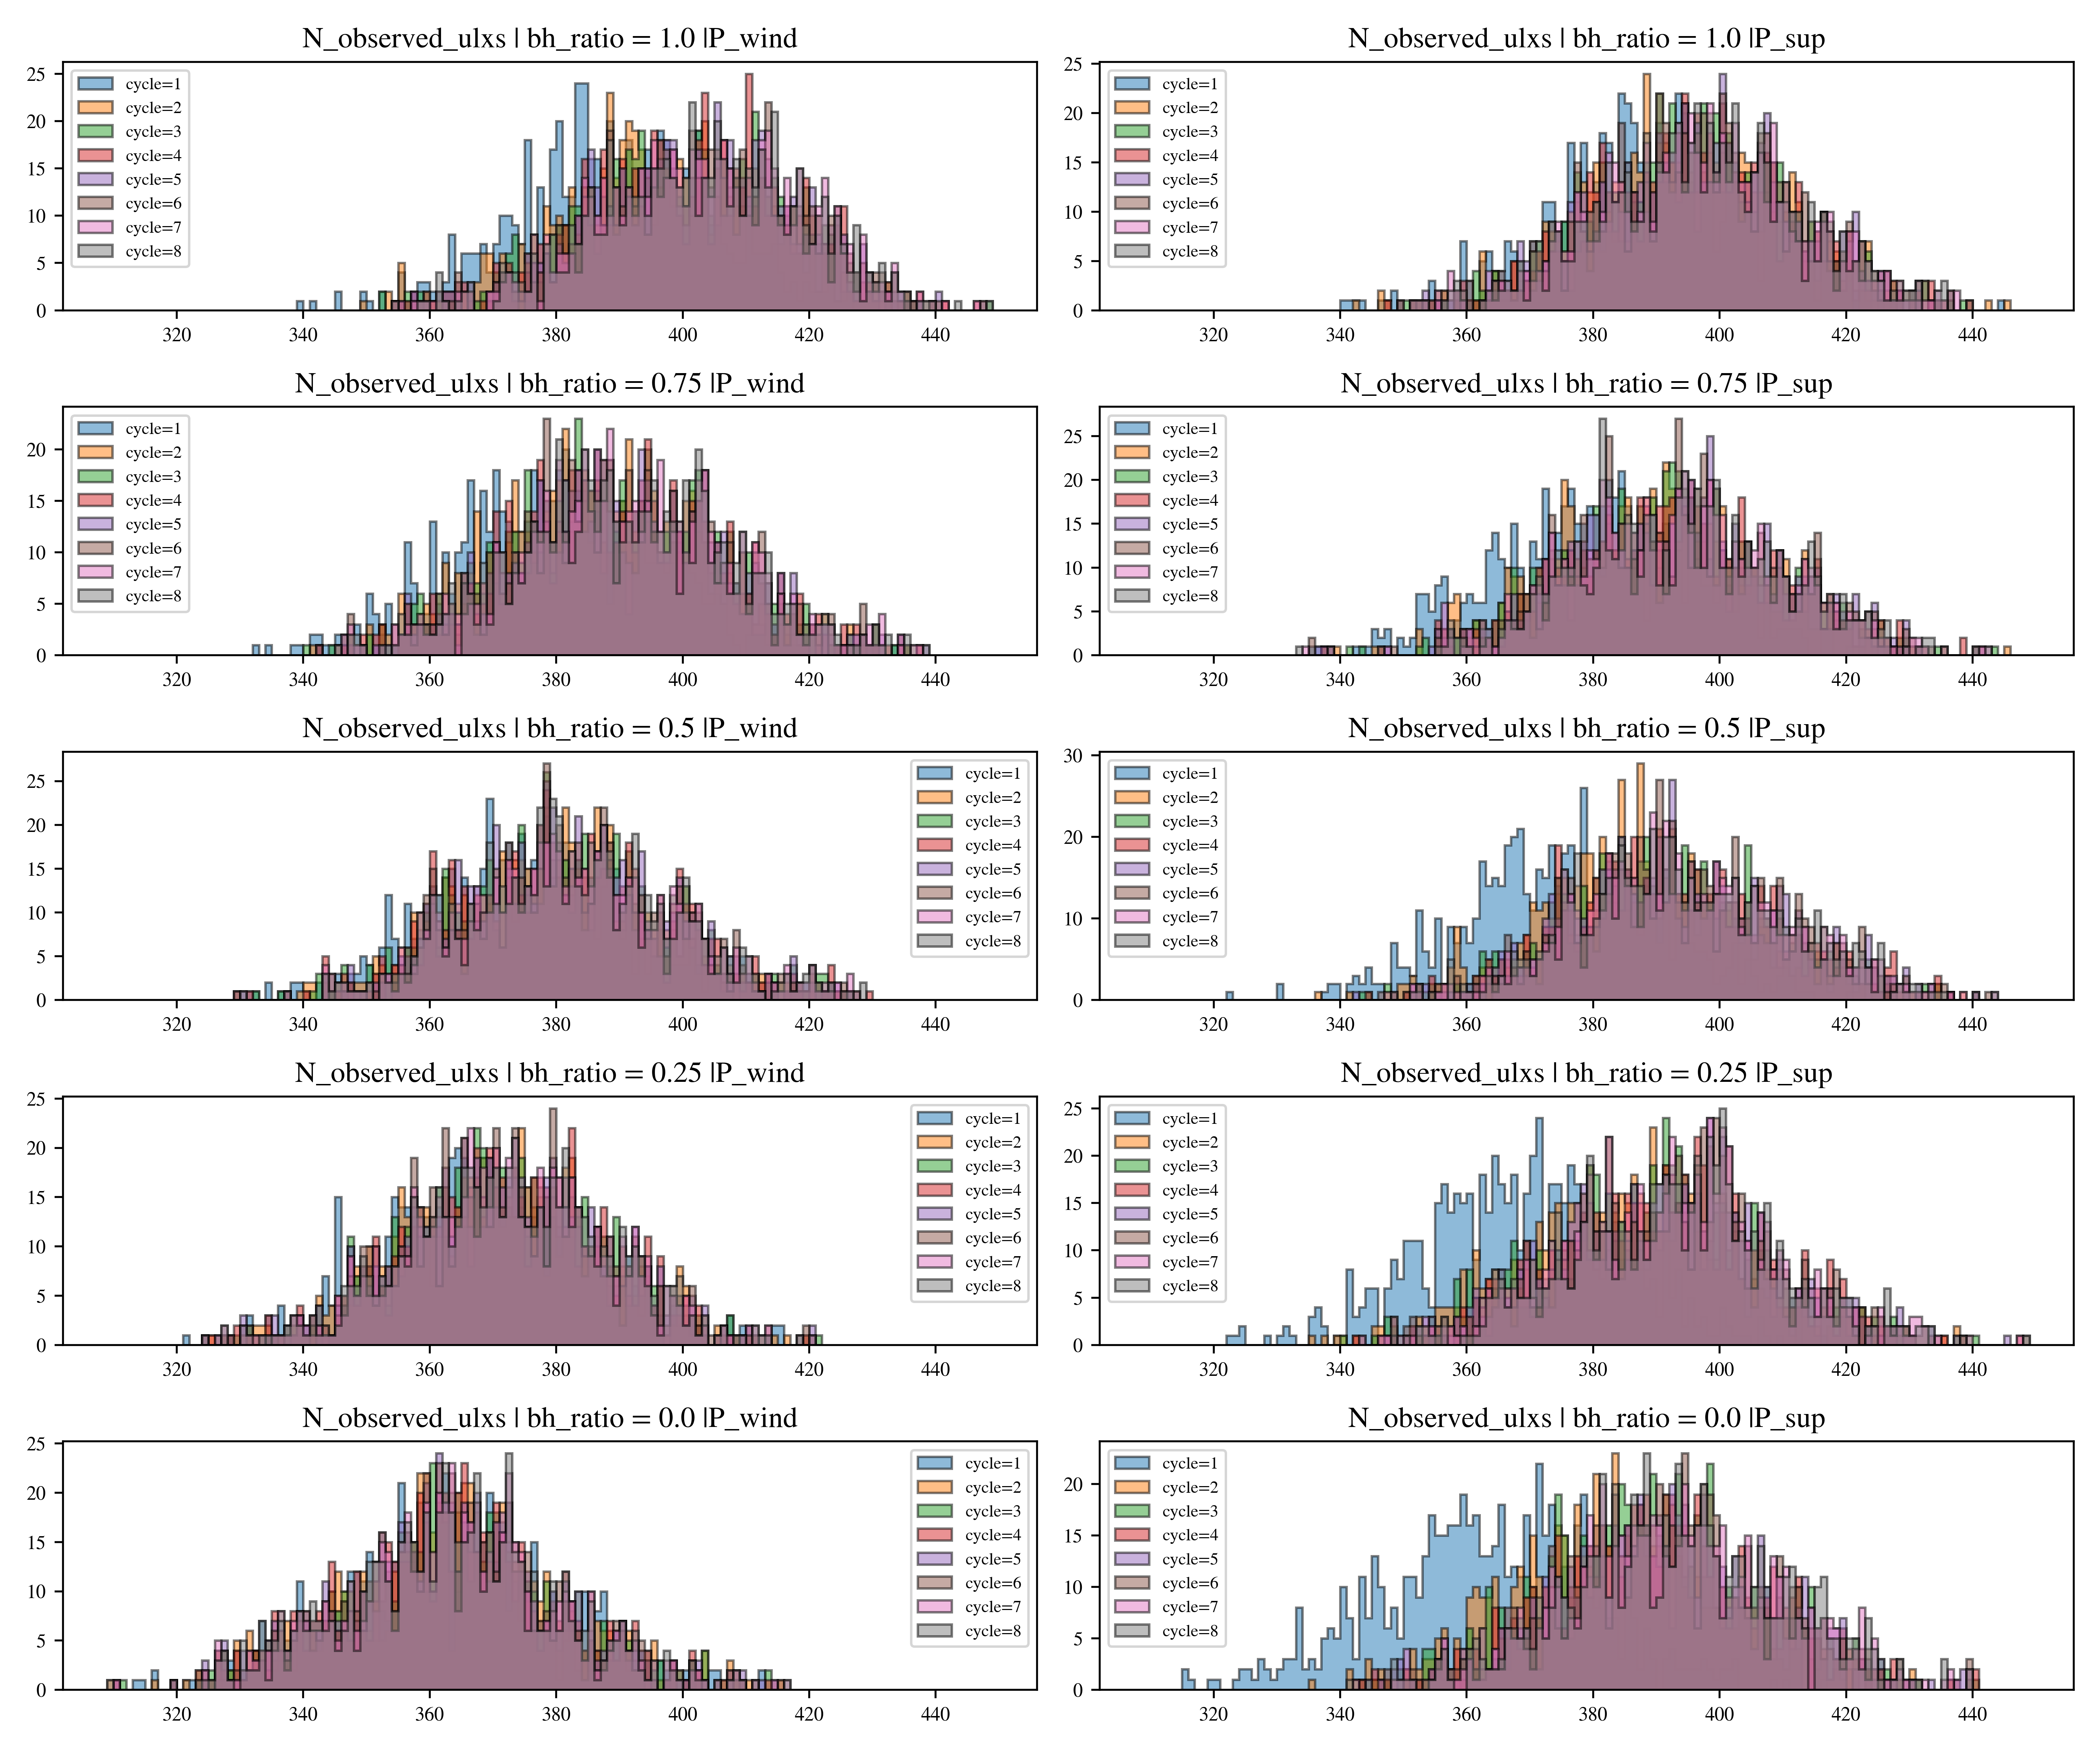 N_observed_ulxs | bh_ratio = 1.0 |P_wind
25
20
15
10
5
0
cycle=1
cycle=2
cycle=3
cycle=4
cycle=5
cycle=6
cycle=7
cycle=8
320 340 360 380 400 420 440
N_observed_ulxs | bh_ratio = 1.0 |P_sup
25
20
15
10
5
0
cycle=1
cycle=2
cycle=3
cycle=4
cycle=5
cycle=6
cycle=7
cycle=8
320 340 360 380 400 420 440
N_observed_ulxs | bh_ratio = 0.75 |P_wind
20
15
10
5
0
cycle=1
cycle=2
cycle=3
cycle=4
cycle=5
cycle=6
cycle=7
cycle=8
320 340 360 380 400 420 440
N_observed_ulxs | bh_ratio = 0.75 |P_sup
25
20
15
10
5
0
cycle=1
cycle=2
cycle=3
cycle=4
cycle=5
cycle=6
cycle=7
cycle=8
320 340 360 380 400 420 440
N_observed_ulxs | bh_ratio = 0.5 |P_wind
25
20
15
10
5
0
cycle=1
cycle=2
cycle=3
cycle=4
cycle=5
cycle=6
cycle=7
cycle=8
320 340 360 380 400 420 440
N_observed_ulxs | bh_ratio = 0.5 |P_sup
30
20
10
0
cycle=1
cycle=2
cycle=3
cycle=4
cycle=5
cycle=6
cycle=7
cycle=8
320 340 360 380 400 420 440
N_observed_ulxs | bh_ratio = 0.25 |P_wind
25
20
15
10
5
0
cycle=1
cycle=2
cycle=3
cycle=4
cycle=5
cycle=6
cycle=7
cycle=8
320 340 360 380 400 420 440
N_observed_ulxs | bh_ratio = 0.25 |P_sup
25
20
15
10
5
0
cycle=1
cycle=2
cycle=3
cycle=4
cycle=5
cycle=6
cycle=7
cycle=8
320 340 360 380 400 420 440
N_observed_ulxs | bh_ratio = 0.0 |P_wind
25
20
15
10
5
0
cycle=1
cycle=2
cycle=3
cycle=4
cycle=5
cycle=6
cycle=7
cycle=8
320 340 360 380 400 420 440
N_observed_ulxs | bh_ratio = 0.0 |P_sup
20
15
10
5
0
cycle=1
cycle=2
cycle=3
cycle=4
cycle=5
cycle=6
cycle=7
cycle=8
320 340 360 380 400 420 440